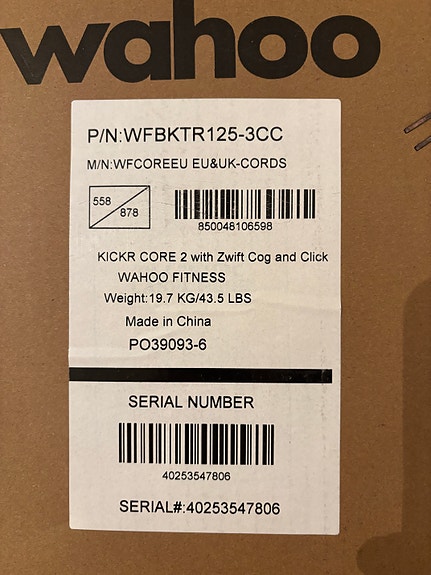 wahoo
P/N:WFBKTR125-3CC
M/N:WFCOREEU EU&UK-CORDS
558
878
850048106598
KICKR CORE 2 with Zwift Cog and Click
WAHOO FITNESS
Weight:19.7 KG/43.5 LBS
Made in China
PO39093-6
SERIAL NUMBER
40253547806
SERIAL#:40253547806